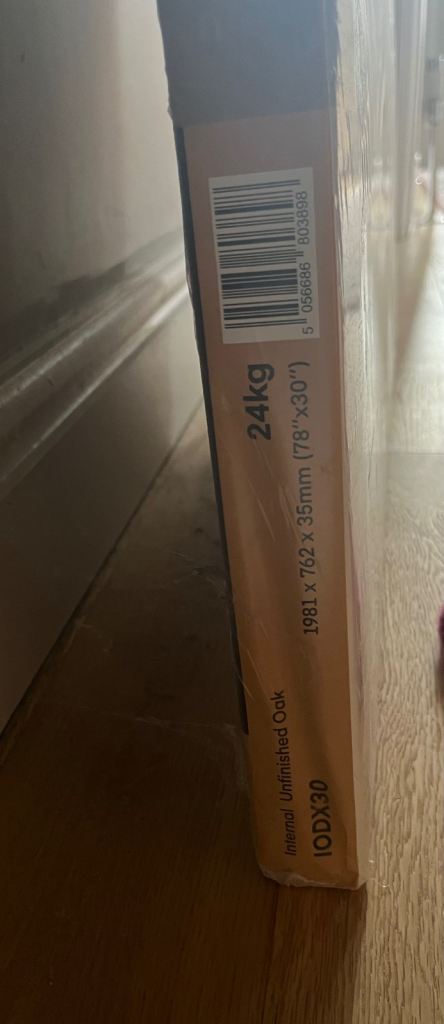 Internal Unfinished Oak
IODX30
1981 x 762 x 35mm (78"x30")
24kg
5 056686 803898